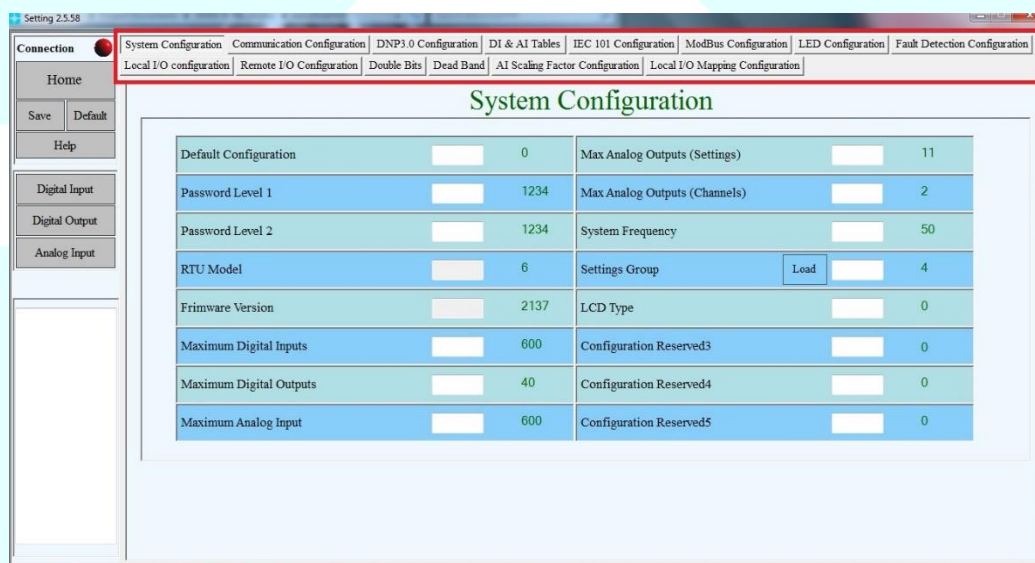 Setting 2.5.58
Connection
Home
Save Default
Help
Digital Input
Digital Output
Analog Input
System Configuration Communication Configuration DNP3.0 Configuration DI & AI Tables IEC 101 Configuration ModBus Configuration LED Configuration Fault Detection Configuration
Local I/O configuration Remote I/O Configuration Double Bits Dead Band AI Scaling Factor Configuration Local I/O Mapping Configuration
System Configuration
Default Configuration 0 Max Analog Outputs (Settings) 11
Password Level 1 1234 Max Analog Outputs (Channels) 2
Password Level 2 1234 System Frequency 50
RTU Model 6 Settings Group Load 4
Frimware Version 2137 LCD Type 0
Maximum Digital Inputs 600 Configuration Reserved3 0
Maximum Digital Outputs 40 Configuration Reserved4 0
Maximum Analog Input 600 Configuration Reserved5 0